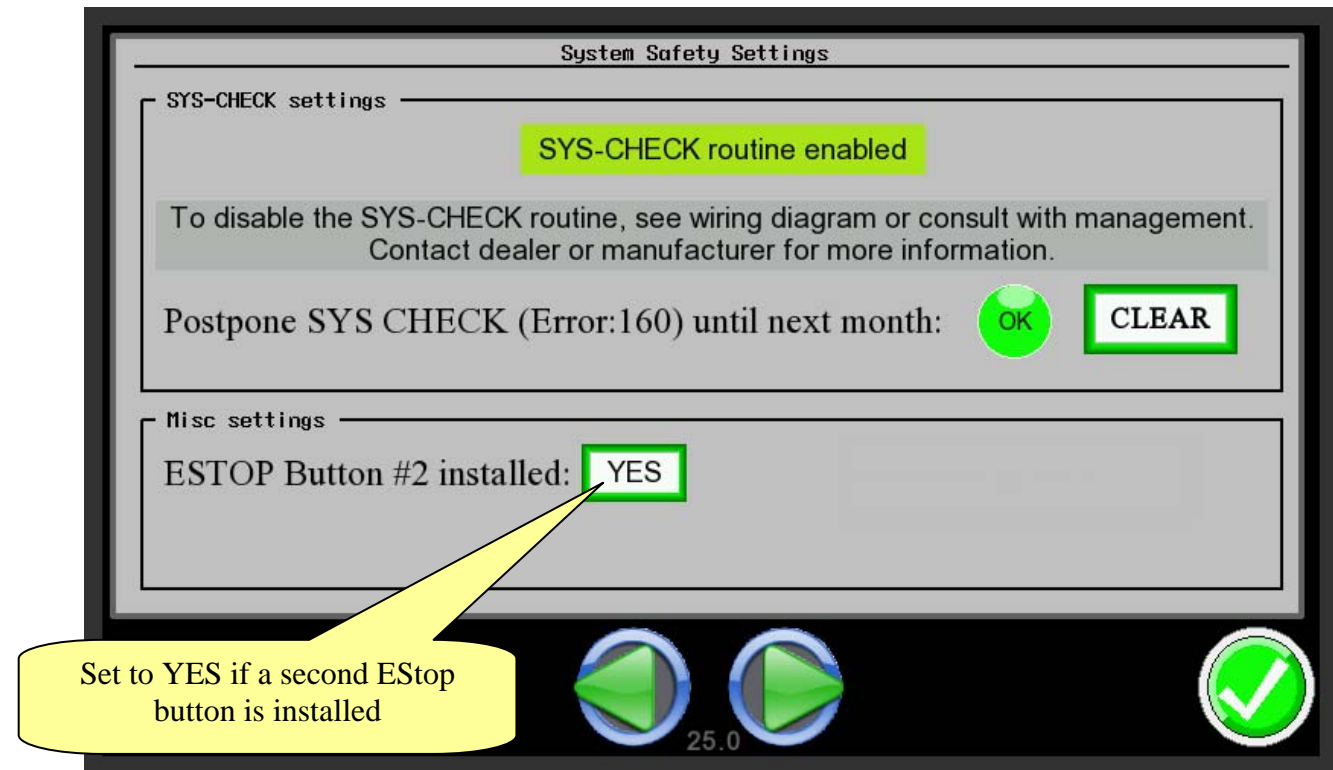 System Safety Settings
SYS-CHECK settings
SYS-CHECK routine enabled
To disable the SYS-CHECK routine, see wiring diagram or consult with management.
Contact dealer or manufacturer for more information.
Postpone SYS CHECK (Error:160) until next month: OK CLEAR
Misc settings
ESTOP Button #2 installed: YES
Set to YES if a second EStop
button is installed
25.0